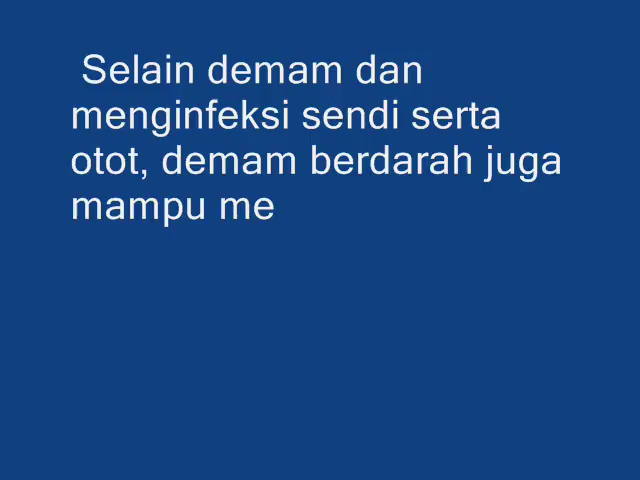 Selain demam dan
menginfeksi sendi serta
otot, demam berdarah juga
mampu me